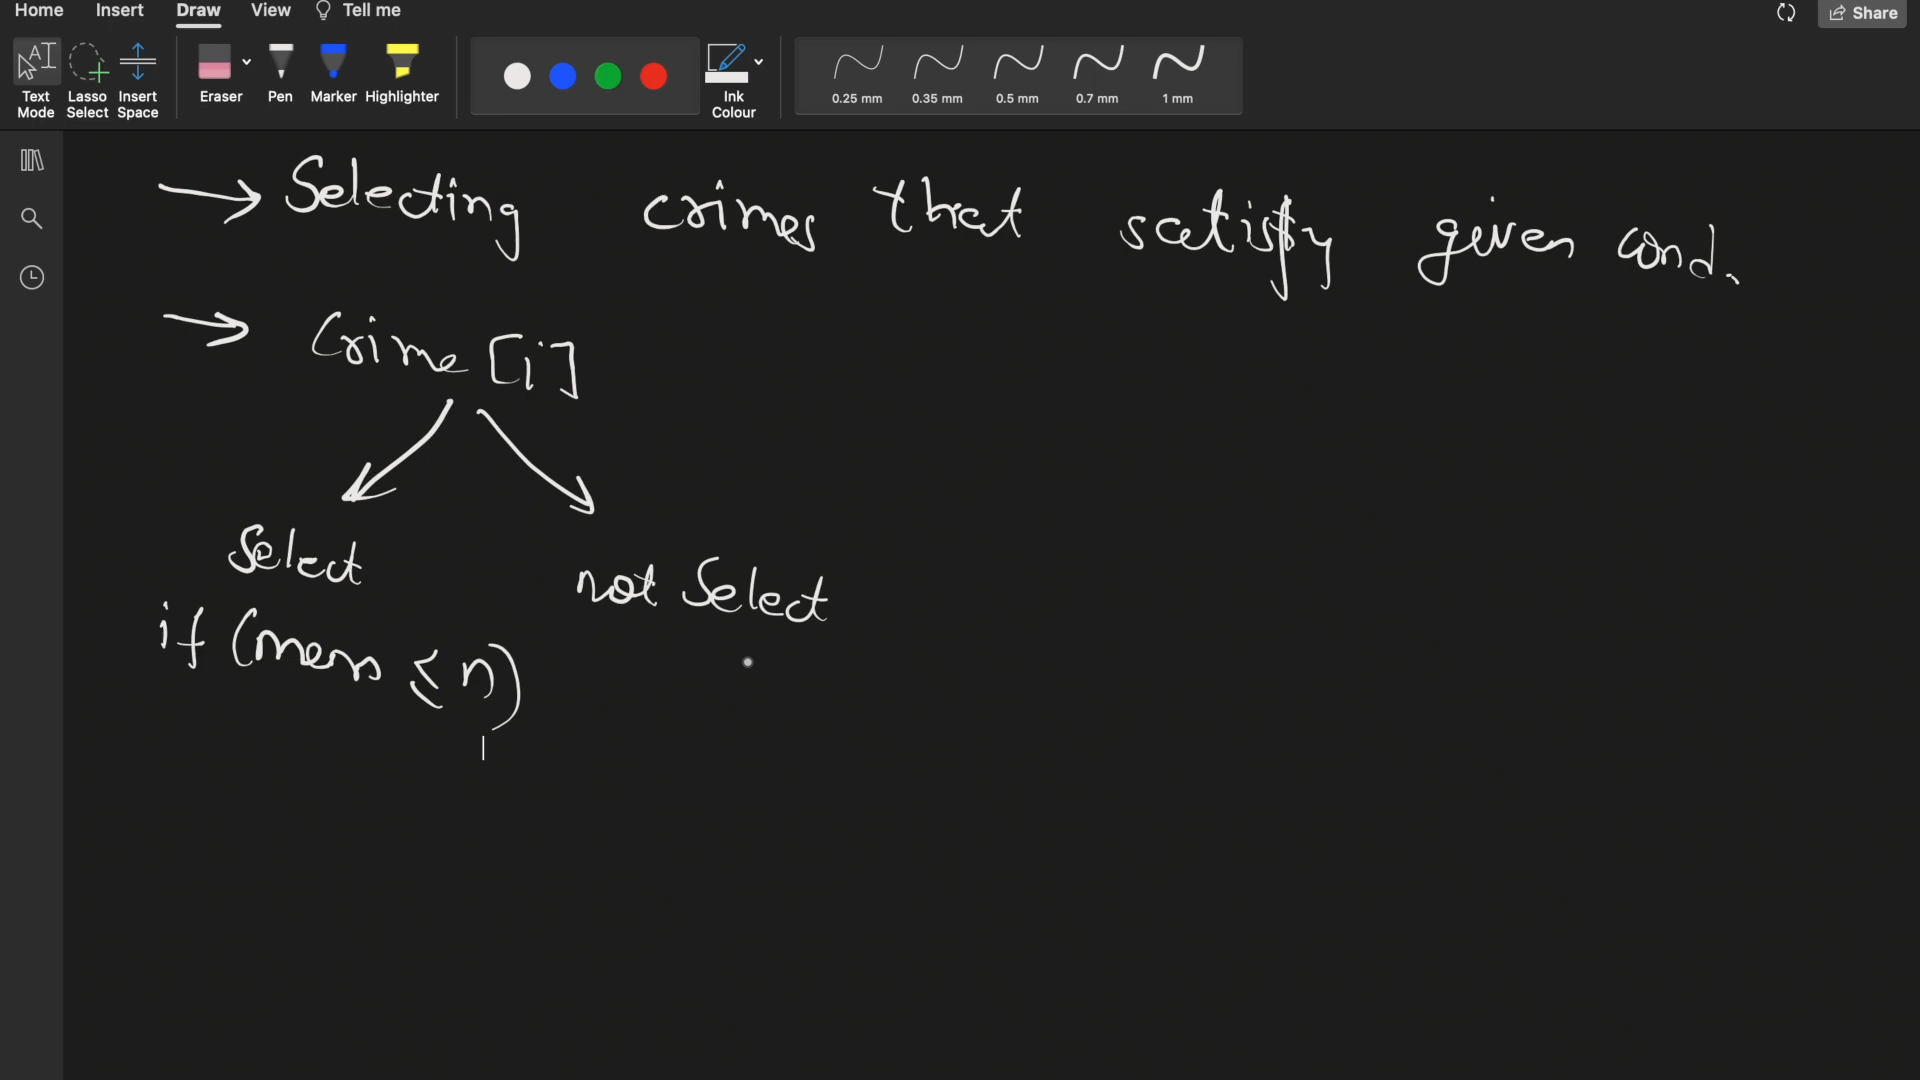 Home Insert Draw View Tell me Share
Text Mode Lasso Select Insert Space Eraser Pen Marker Highlighter Ink Colour 0.25 mm 0.35 mm 0.5 mm 0.7 mm 1 mm
→ Selecting crimes that satisfy given cond.
→ Crime [i]
Select not Select
if (mem ≤ n)